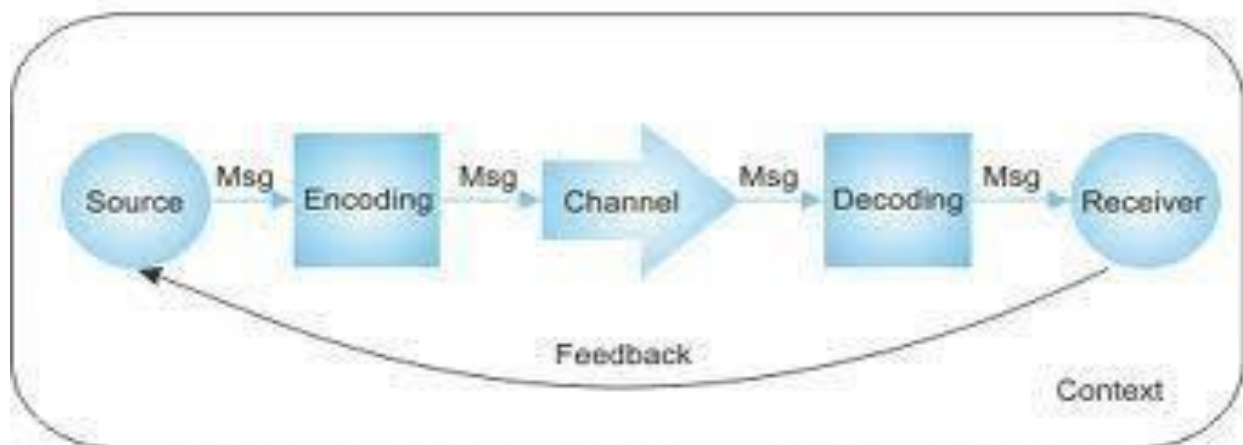 Msg
Msg
Msg
Msg
Source
Encoding
Channel
Decoding
Receiver
Feedback
Context